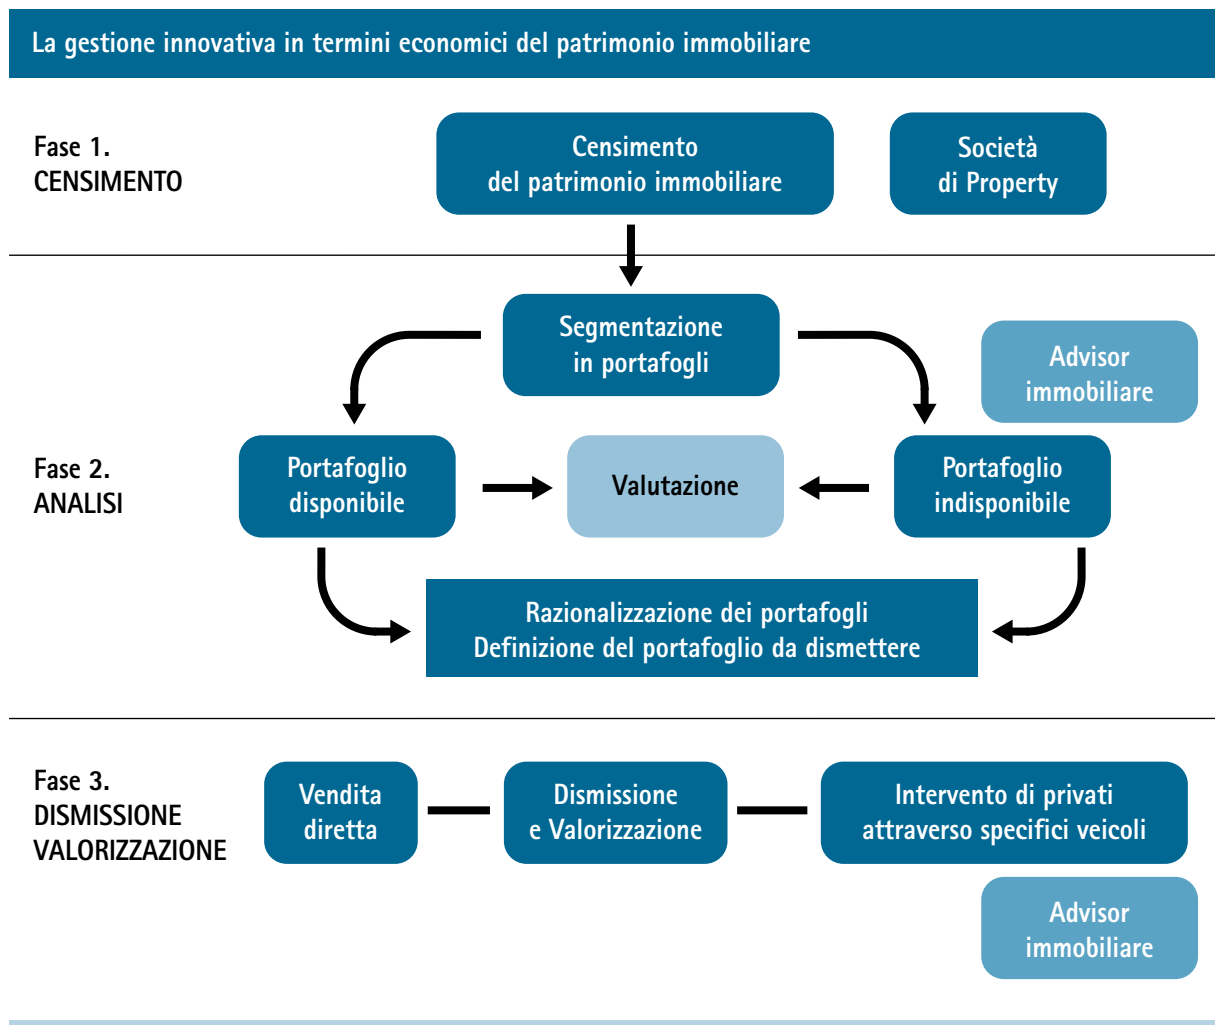 La gestione innovativa in termini economici del patrimonio immobiliare
Fase 1.
CENSIMENTO
Censimento
del patrimonio immobiliare
Società
di Property
Segmentazione
in portafogli
Advisor
immobiliare
Fase 2.
ANALISI
Portafoglio
disponibile
Valutazione
Portafoglio
indisponibile
Razionalizzazione dei portafogli
Definizione del portafoglio da dismettere
Fase 3.
DISMISSIONE
VALORIZZAZIONE
Vendita
diretta
Dismissione
e Valorizzazione
Intervento di privati
attraverso specifici veicoli
Advisor
immobiliare